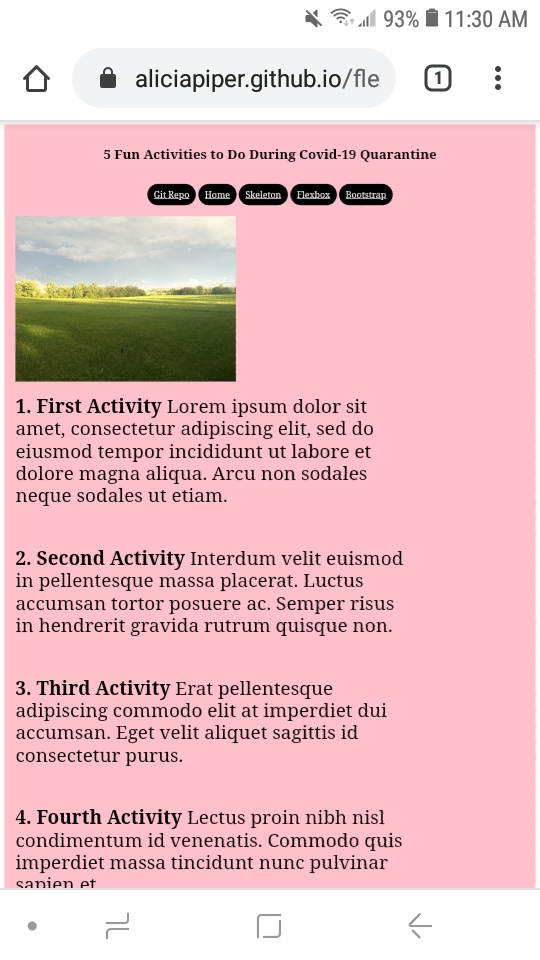 93% 11:30 AM
aliciapiper.github.io/fle
1
5 Fun Activities to Do During Covid-19 Quarantine
Git Repo Home Skeleton Flexbox Bootstrap
1. First Activity Lorem ipsum dolor sit
amet, consectetur adipiscing elit, sed do
eiusmod tempor incididunt ut labore et
dolore magna aliqua. Arcu non sodales
neque sodales ut etiam.
2. Second Activity Interdum velit euismod
in pellentesque massa placerat. Luctus
accumsan tortor posuere ac. Semper risus
in hendrerit gravida rutrum quisque non.
3. Third Activity Erat pellentesque
adipiscing commodo elit at imperdiet dui
accumsan. Eget velit aliquet sagittis id
consectetur purus.
4. Fourth Activity Lectus proin nibh nisl
condimentum id venenatis. Commodo quis
imperdiet massa tincidunt nunc pulvinar
sapien et